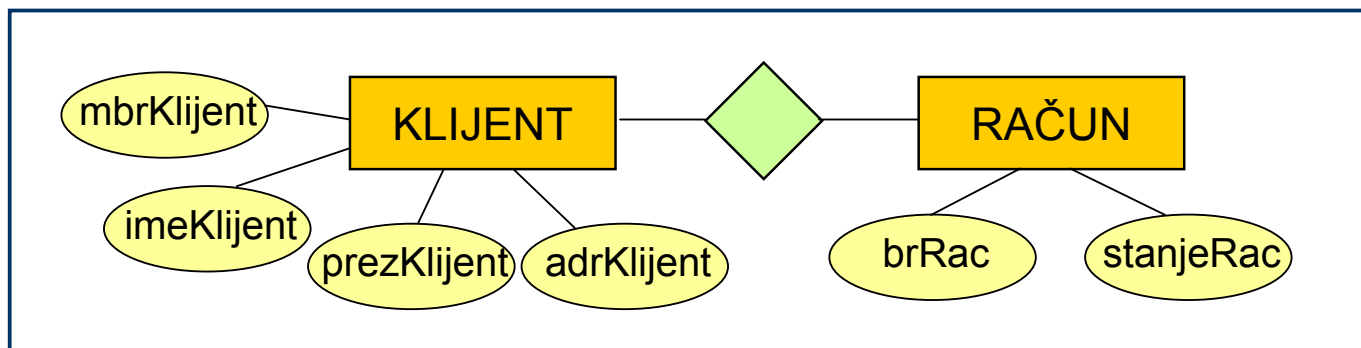 KLIJENT
RAČUN
mbrKlijent
imeKlijent
prezKlijent
adrKlijent
brRac
stanjeRac